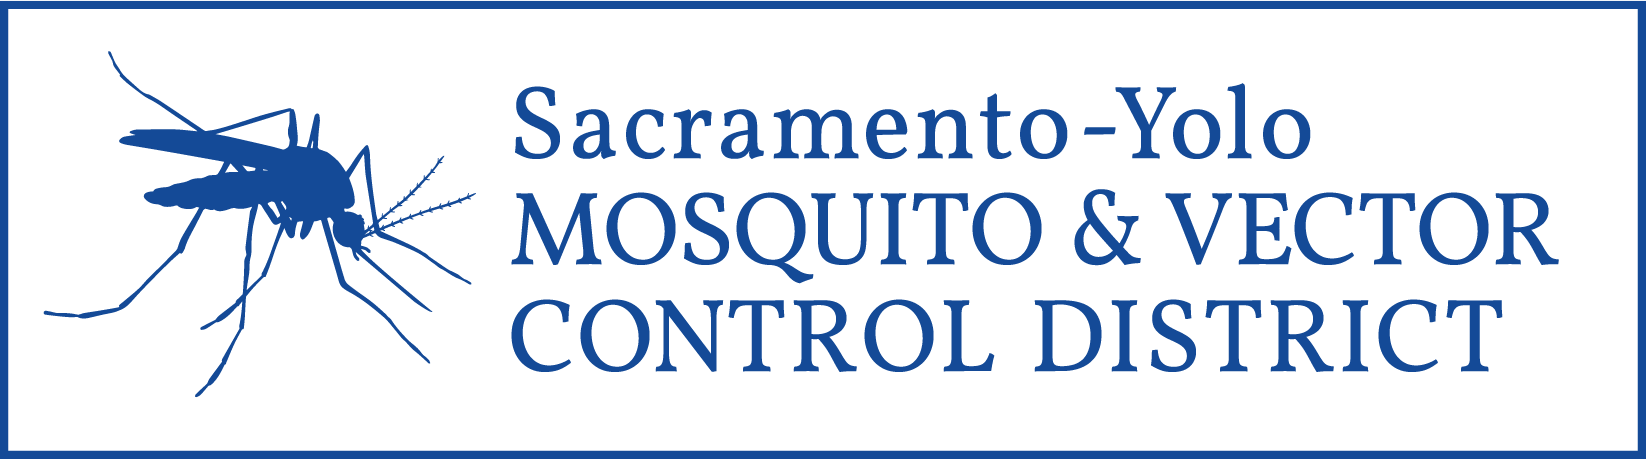 Sacramento-Yolo
MOSQUITO & VECTOR
CONTROL DISTRICT